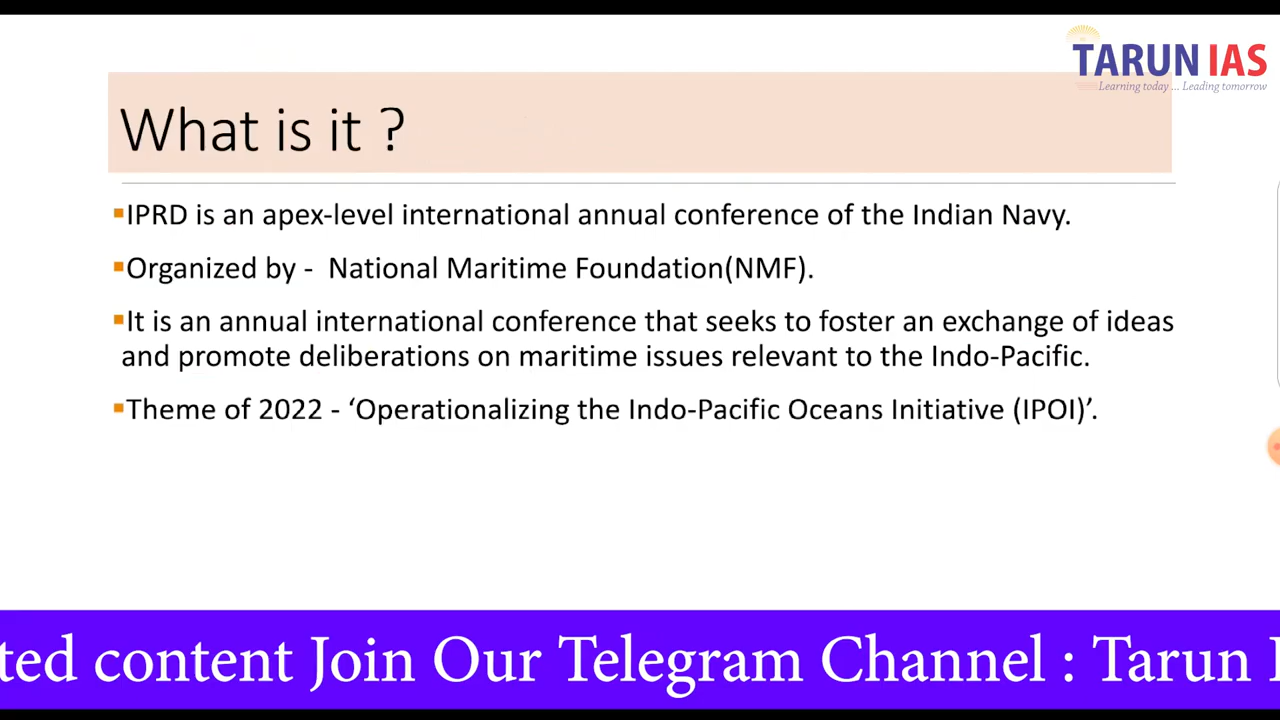 TARUN IAS
Learning today ... Leading tomorrow
What is it ?
▪IPRD is an apex-level international annual conference of the Indian Navy.
▪Organized by - National Maritime Foundation(NMF).
▪It is an annual international conference that seeks to foster an exchange of ideas
and promote deliberations on maritime issues relevant to the Indo-Pacific.
▪Theme of 2022 - ‘Operationalizing the Indo-Pacific Oceans Initiative (IPOI)’.
ted content Join Our Telegram Channel : Tarun I